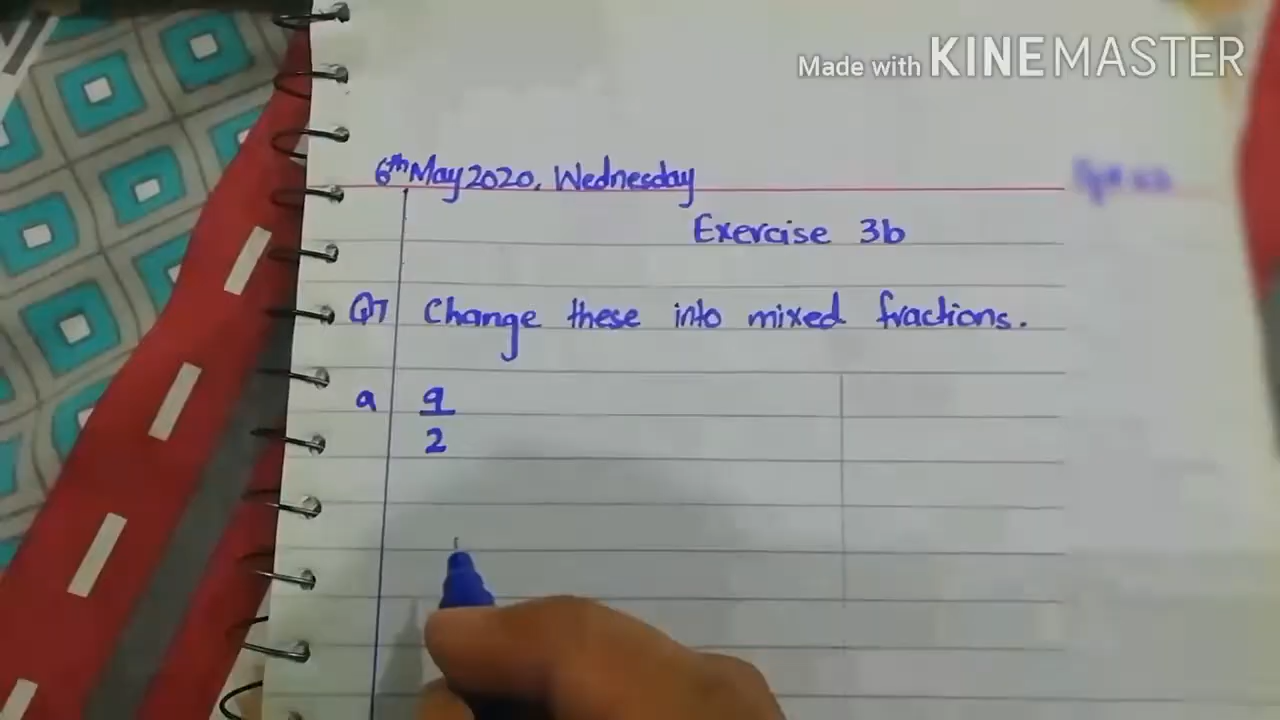 Made with KINEMASTER
6th May 2020, Wednesday
Exercise 3b
Q7 Change these into mixed fractions.
a 9
2